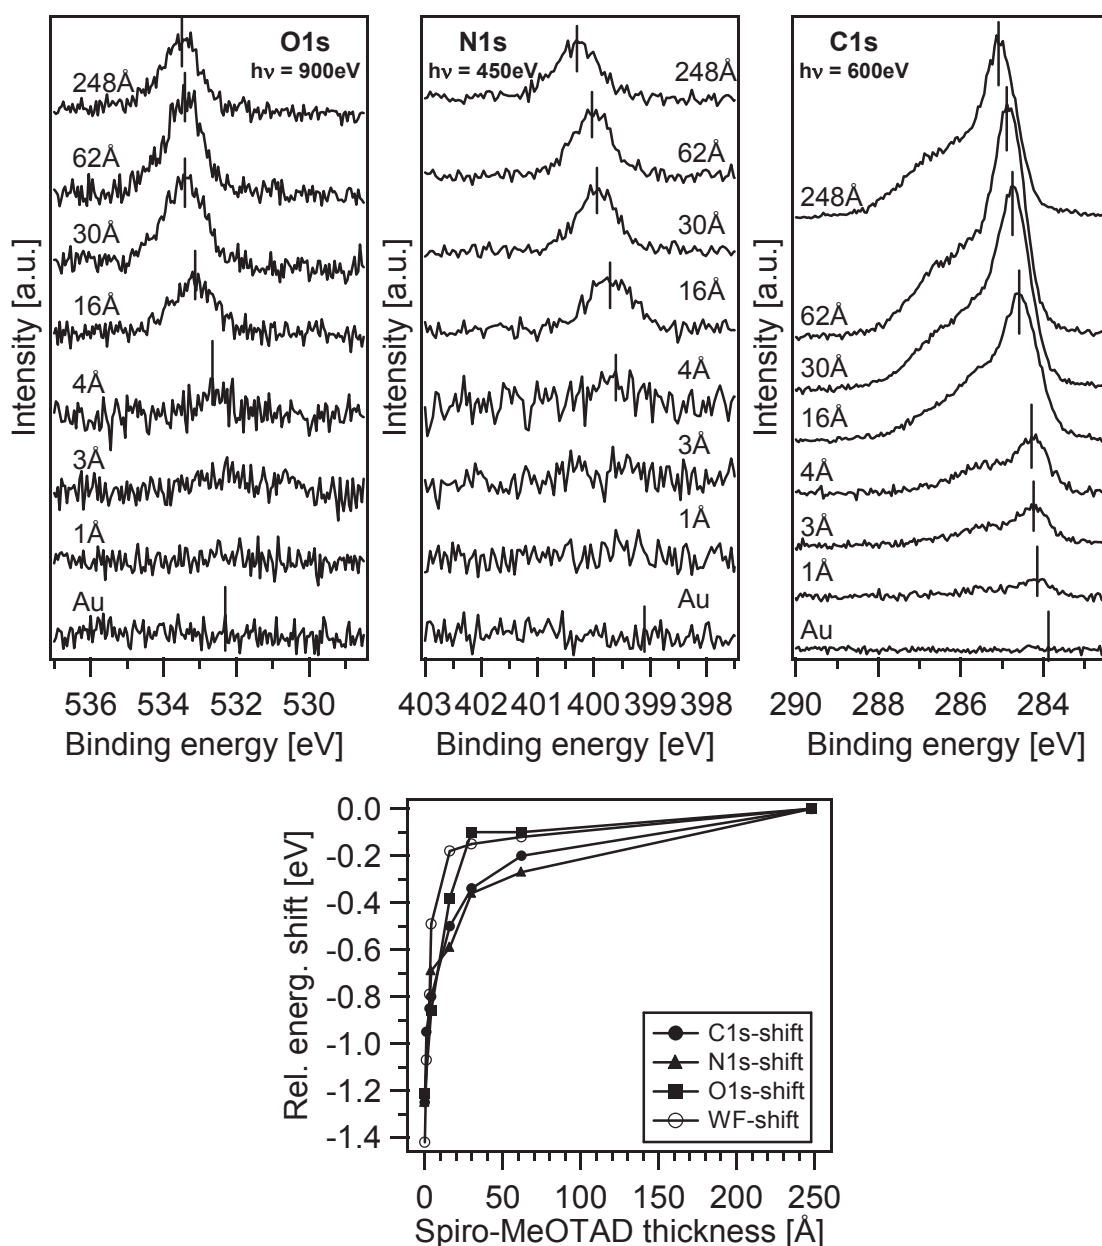 O1s
hν = 900eV
248Å
62Å
30Å
16Å
4Å
3Å
1Å
Au
Intensity [a.u.]
536 534 532 530
Binding energy [eV]
N1s
hν = 450eV
248Å
62Å
30Å
16Å
4Å
3Å
1Å
Au
Intensity [a.u.]
403 402 401 400 399 398
Binding energy [eV]
C1s
hν = 600eV
248Å
62Å
30Å
16Å
4Å
3Å
1Å
Au
Intensity [a.u.]
290 288 286 284
Binding energy [eV]
Rel. energ. shift [eV]
0.0
-0.2
-0.4
-0.6
-0.8
-1.0
-1.2
-1.4
C1s-shift
N1s-shift
O1s-shift
WF-shift
0 50 100 150 200 250
Spiro-MeOTAD thickness [Å]